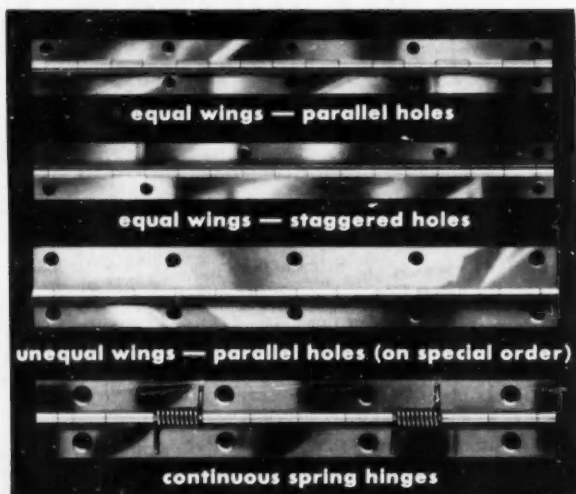 equal wings — parallel holes
equal wings — staggered holes
unequal wings — parallel holes (on special order)
continuous spring hinges